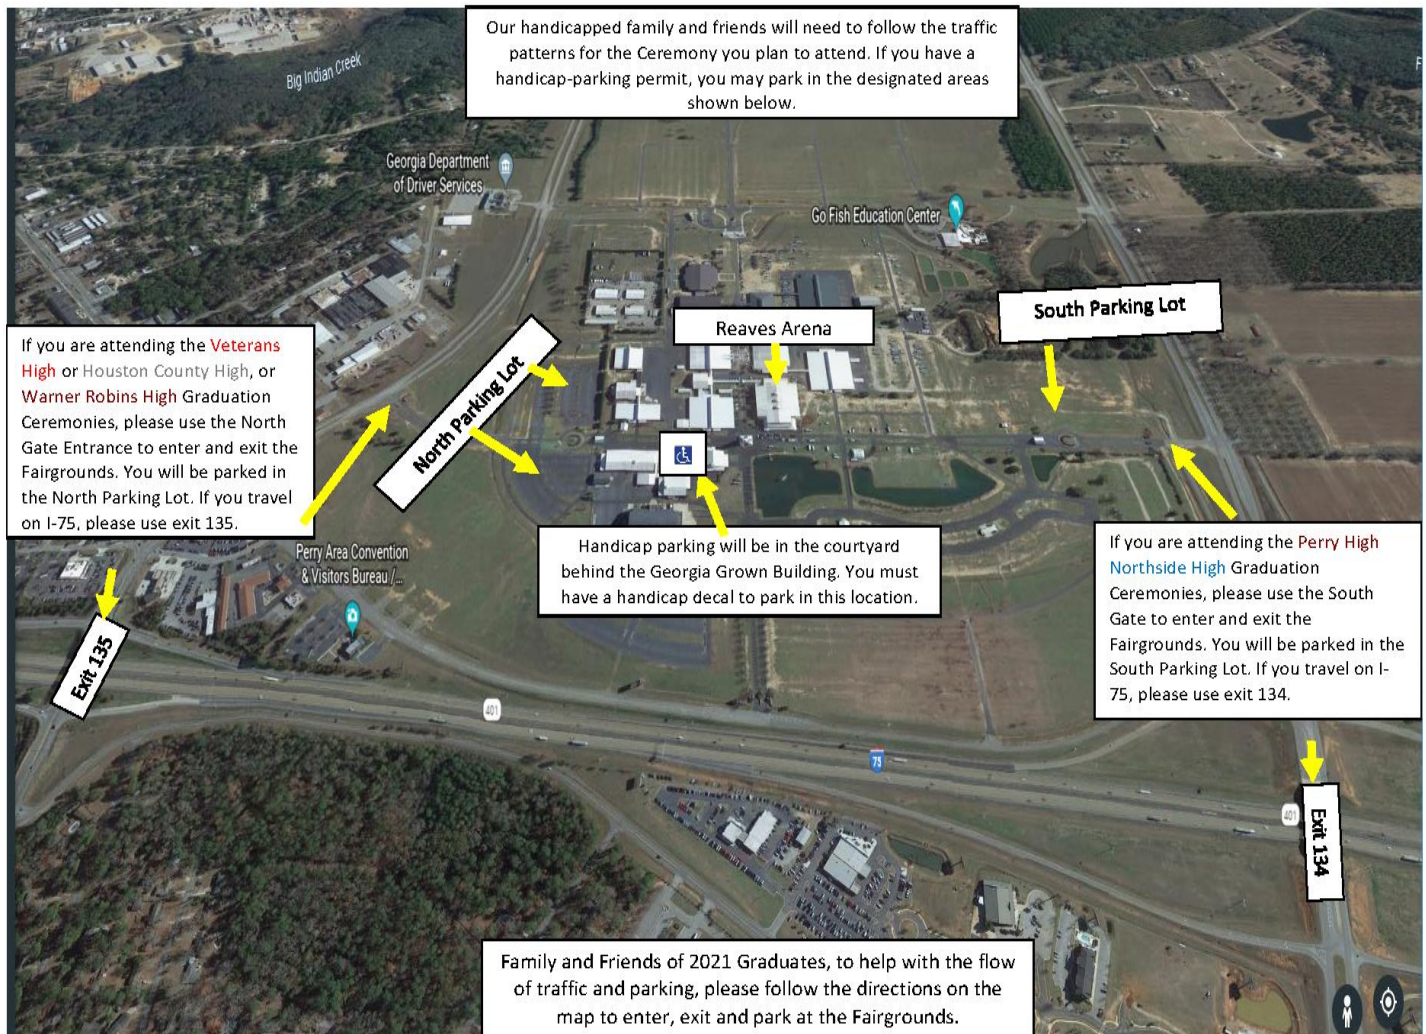 Our handicapped family and friends will need to follow the traffic
patterns for the Ceremony you plan to attend. If you have a
handicap-parking permit, you may park in the designated areas
shown below.
Big Indian Creek
Georgia Department
of Driver Services
Go Fish Education Center
F
South Parking Lot
Reaves Arena
North Parking Lot
If you are attending the Veterans
High or Houston County High, or
Warner Robins High Graduation
Ceremonies, please use the North
Gate Entrance to enter and exit the
Fairgrounds. You will be parked in
the North Parking Lot. If you travel
on I-75, please use exit 135.
Perry Area Convention
& Visitors Bureau /...
Handicap parking will be in the courtyard
behind the Georgia Grown Building. You must
have a handicap decal to park in this location.
If you are attending the Perry High
Northside High Graduation
Ceremonies, please use the South
Gate to enter and exit the
Fairgrounds. You will be parked in the
South Parking Lot. If you travel on I-
75, please use exit 134.
Exit 135
401
75
401
Exit 134
Family and Friends of 2021 Graduates, to help with the flow
of traffic and parking, please follow the directions on the
map to enter, exit and park at the Fairgrounds.